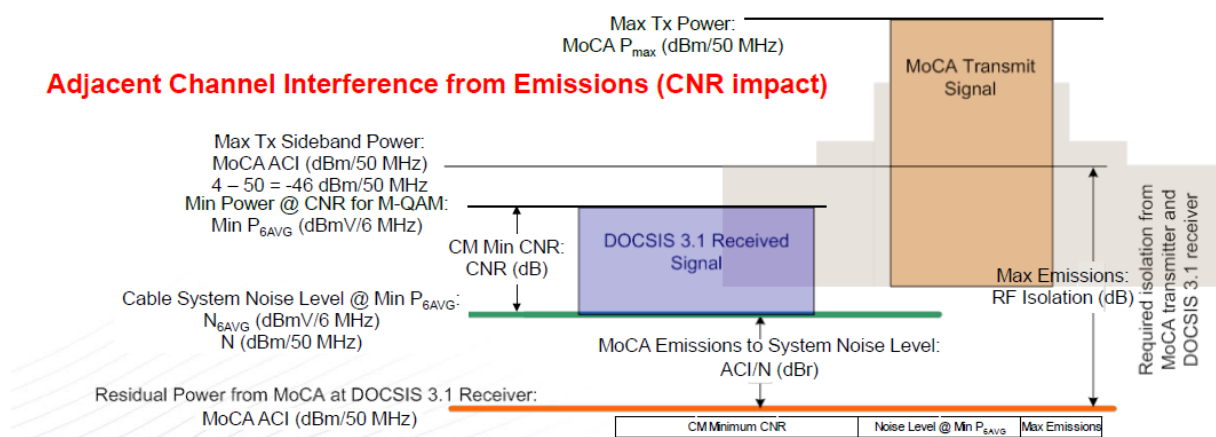 Max Tx Power:
MoCA Pmax (dBm/50 MHz)
MoCA Transmit
Signal
Adjacent Channel Interference from Emissions (CNR impact)
Max Tx Sideband Power:
MoCA ACI (dBm/50 MHz)
4 – 50 = -46 dBm/50 MHz
Min Power @ CNR for M-QAM:
Min P6AVG (dBmV/6 MHz)
CM Min CNR:
CNR (dB)
DOCSIS 3.1 Received
Signal
Max Emissions:
RF Isolation (dB)
Required isolation from
MoCA transmitter and
DOCSIS 3.1 receiver
Cable System Noise Level @ Min P6AVG:
N6AVG (dBmV/6 MHz)
N (dBm/50 MHz)
MoCA Emissions to System Noise Level:
ACI/N (dBr)
Residual Power from MoCA at DOCSIS 3.1 Receiver:
MoCA ACI (dBm/50 MHz)
CM Minimum CNR
Noise Level @ Min P6AVG
Max Emissions